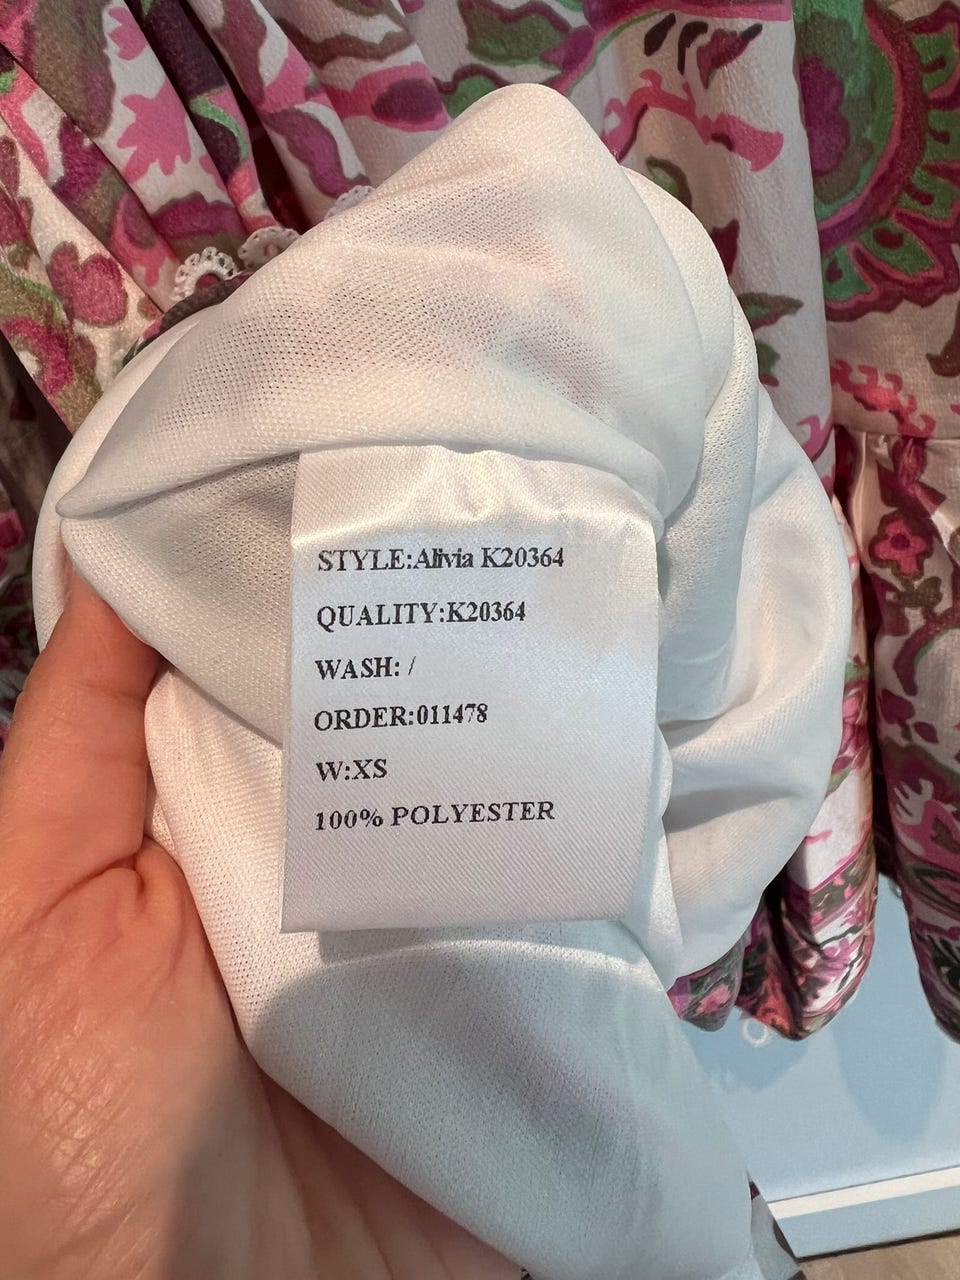 STYLE:Alivia K20364
QUALITY:K20364
WASH: /
ORDER:011478
W:XS
100% POLYESTER